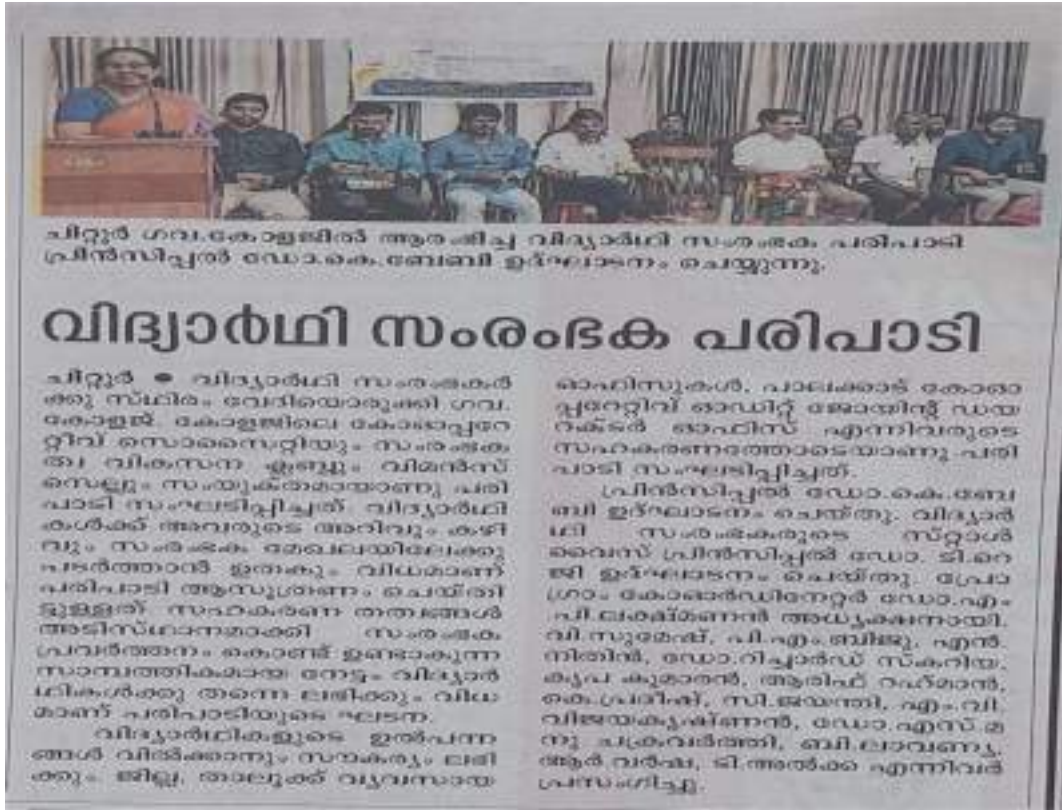 ചിറ്റൂർ ഗവ.കോളജിൽ ആരംഭിച്ച വിദ്യാർഥി സംരംഭക പരിപാടി
പ്രിൻസിപ്പൽ ഡോ.കെ.ബേബി ഉദ്ഘാടനം ചെയ്യുന്നു.
വിദ്യാർഥി സംരംഭക പരിപാടി
ചിറ്റൂർ ● വിദ്യാർഥി സംരംഭകർ
ക്കു സ്ഥിരം വേദിയൊരുക്കി ഗവ.
കോളജ്. കോളജിലെ കോഓപ്പറേ
റ്റീവ് സൊസൈറ്റിയും സംരംഭക
ത്വ വികസന ക്ലബ്ബും വിമൻസ്
സെല്ലും സംയുക്തമായാണു പരി
പാടി സംഘടിപ്പിച്ചത്. വിദ്യാർഥി
കൾക്ക് അവരുടെ അറിവും കഴി
വും സംരംഭക മേഖലയിലേക്കു
പടർത്താൻ ഉതകും വിധമാണ്
പരിപാടി ആസൂത്രണം ചെയ്തി
ട്ടുള്ളത്. സഹകരണ തത്വങ്ങൾ
അടിസ്ഥാനമാക്കി സംരംഭക
പ്രവർത്തനം കൊണ്ട് ഉണ്ടാകുന്ന
സാമ്പത്തികമായ നേട്ടം വിദ്യാർ
ഥികൾക്കു തന്നെ ലഭിക്കും വിധ
മാണ് പരിപാടിയുടെ ഘടന.
വിദ്യാർഥികളുടെ ഉൽപന്ന
ങ്ങൾ വിൽക്കാനും സൗകര്യം ലഭി
ക്കും. ജില്ല, താലൂക്ക് വ്യവസായ
ഓഫിസുകൾ, പാലക്കാട് കോഓ
പ്പറേറ്റീവ് ഓഡിറ്റ് ജോയിന്റ് ഡയ
റക്ടർ ഓഫിസ് എന്നിവരുടെ
സഹകരണത്തോടെയാണു പരി
പാടി സംഘടിപ്പിച്ചത്.
പ്രിൻസിപ്പൽ ഡോ.കെ.ബേ
ബി ഉദ്ഘാടനം ചെയ്തു. വിദ്യാർ
ഥി സംരംഭകരുടെ സ്റ്റാൾ
വൈസ് പ്രിൻസിപ്പൽ ഡോ. ടി.റെ
ജി ഉദ്ഘാടനം ചെയ്തു. പ്രോ
ഗ്രാം കോഓർഡിനേറ്റർ ഡോ.എം
.പി.ലക്ഷ്മണൻ അധ്യക്ഷനായി.
വി.സുമേഷ്, പി.എം.ബിജു, എൻ.
നിതിൻ, ഡോ.റിച്ചാർഡ് സ്കറിയ,
കൃപ കുമാരൻ, ആരിഫ് റഹ്മാൻ,
കെ.പ്രദീഷ്, സി.ജയന്തി, എം.വി.
വിജയകൃഷ്ണൻ, ഡോ.എസ്.മ
നു ചക്രവർത്തി, ബി.ലാവണ്യ,
ആർ.വർഷ, ടി.അൽക്ക എന്നിവർ
പ്രസംഗിച്ചു.